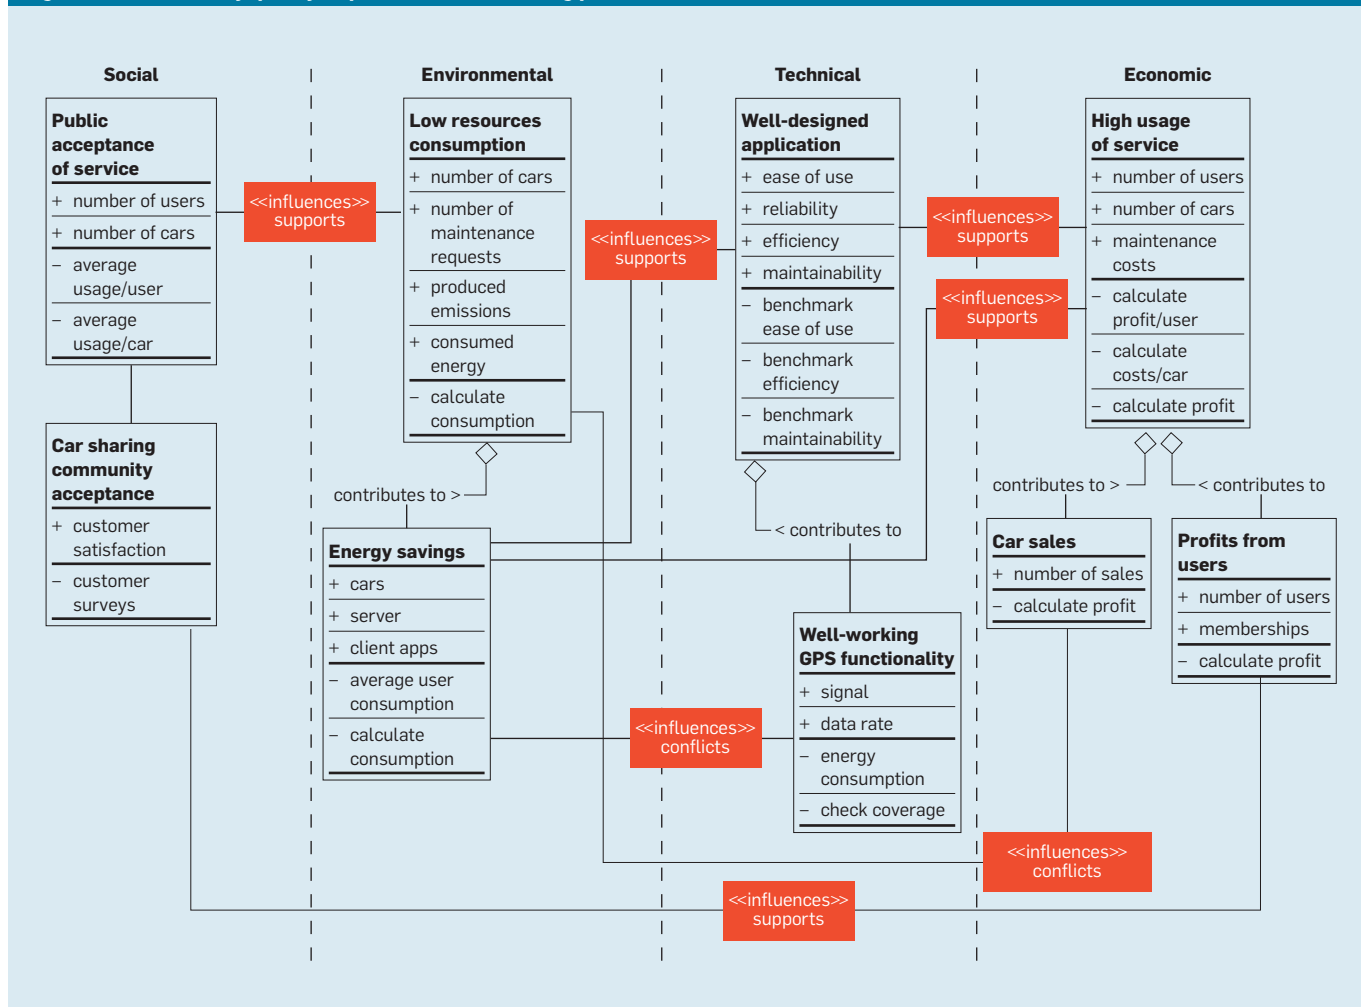 Social
Environmental
Technical
Economic
Public
acceptance
of service
+ number of users
+ number of cars
– average
usage/user
– average
usage/car
Car sharing
community
acceptance
+ customer
satisfaction
– customer
surveys
<<influences>>
supports
Low resources
consumption
+ number of cars
+ number of
maintenance
requests
+ produced
emissions
+ consumed
energy
– calculate
consumption
contributes to >
Energy savings
+ cars
+ server
+ client apps
– average user
consumption
– calculate
consumption
<<influences>>
supports
<<influences>>
conflicts
Well-designed
application
+ ease of use
+ reliability
+ efficiency
+ maintainability
– benchmark
ease of use
– benchmark
efficiency
– benchmark
maintainability
< contributes to
Well-working
GPS functionality
+ signal
+ data rate
– energy
consumption
– check coverage
<<influences>>
supports
<<influences>>
supports
High usage
of service
+ number of users
+ number of cars
+ maintenance
costs
– calculate
profit/user
– calculate
costs/car
– calculate profit
contributes to >
< contributes to
Car sales
+ number of sales
– calculate profit
Profits from
users
+ number of users
+ memberships
– calculate profit
<<influences>>
conflicts
<<influences>>
supports